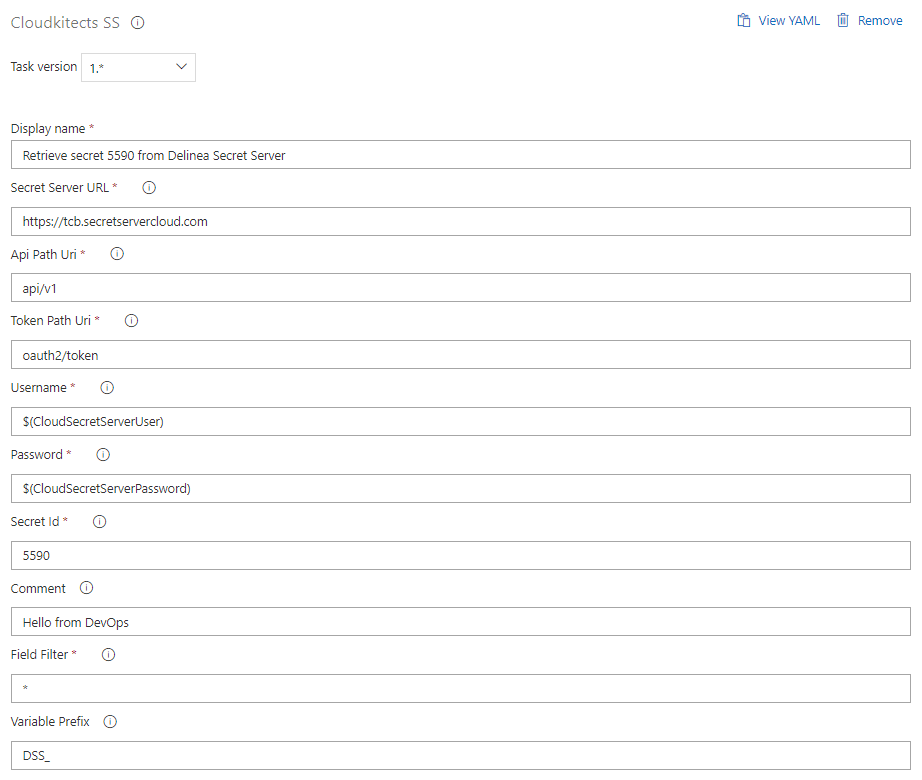 Cloudkitects SS
View YAML
Remove
Task version 1.*
Display name *
Retrieve secret 5590 from Delinea Secret Server
Secret Server URL *
https://tcb.secretservercloud.com
Api Path Uri *
api/v1
Token Path Uri *
oauth2/token
Username *
$(CloudSecretServerUser)
Password *
$(CloudSecretServerPassword)
Secret Id *
5590
Comment
Hello from DevOps
Field Filter *
*
Variable Prefix
DSS_